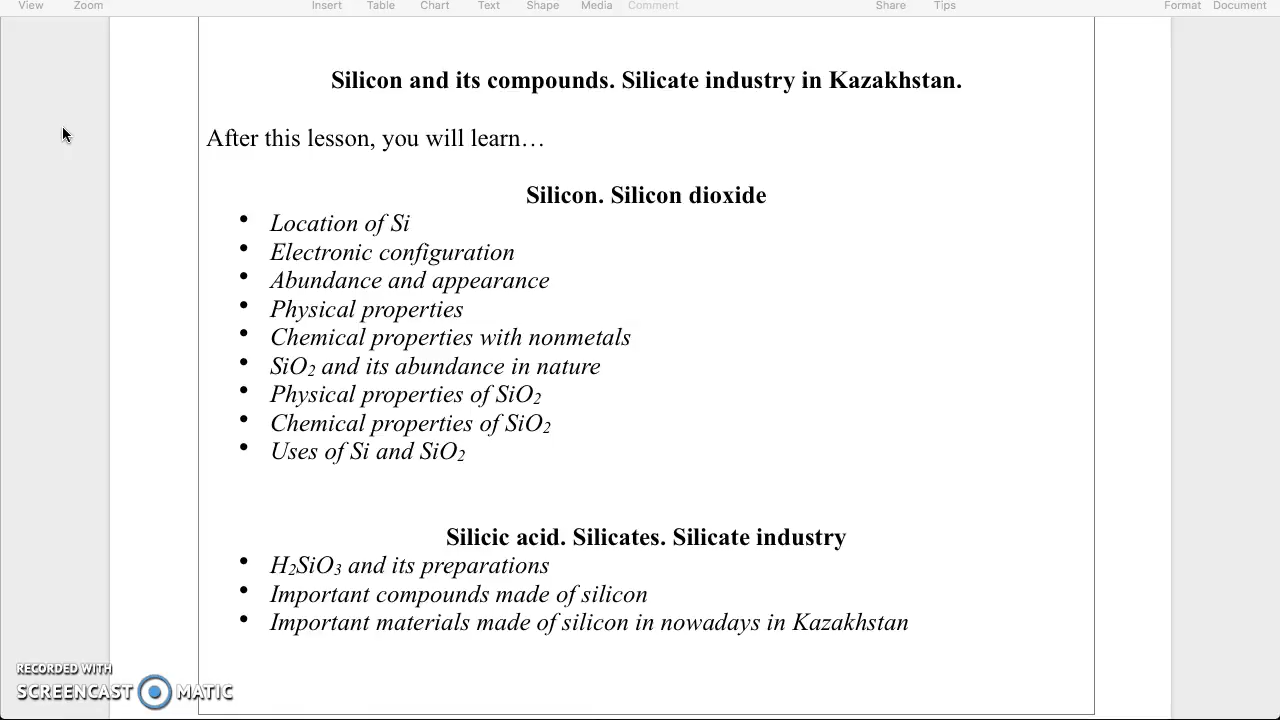 View Zoom Insert Table Chart Text Shape Media Comment Share Tips Format Document
Silicon and its compounds. Silicate industry in Kazakhstan.
After this lesson, you will learn…
Silicon. Silicon dioxide
• Location of Si
• Electronic configuration
• Abundance and appearance
• Physical properties
• Chemical properties with nonmetals
• SiO₂ and its abundance in nature
• Physical properties of SiO₂
• Chemical properties of SiO₂
• Uses of Si and SiO₂
Silicic acid. Silicates. Silicate industry
• H₂SiO₃ and its preparations
• Important compounds made of silicon
• Important materials made of silicon in nowadays in Kazakhstan
RECORDED WITH
SCREENCAST MATIC